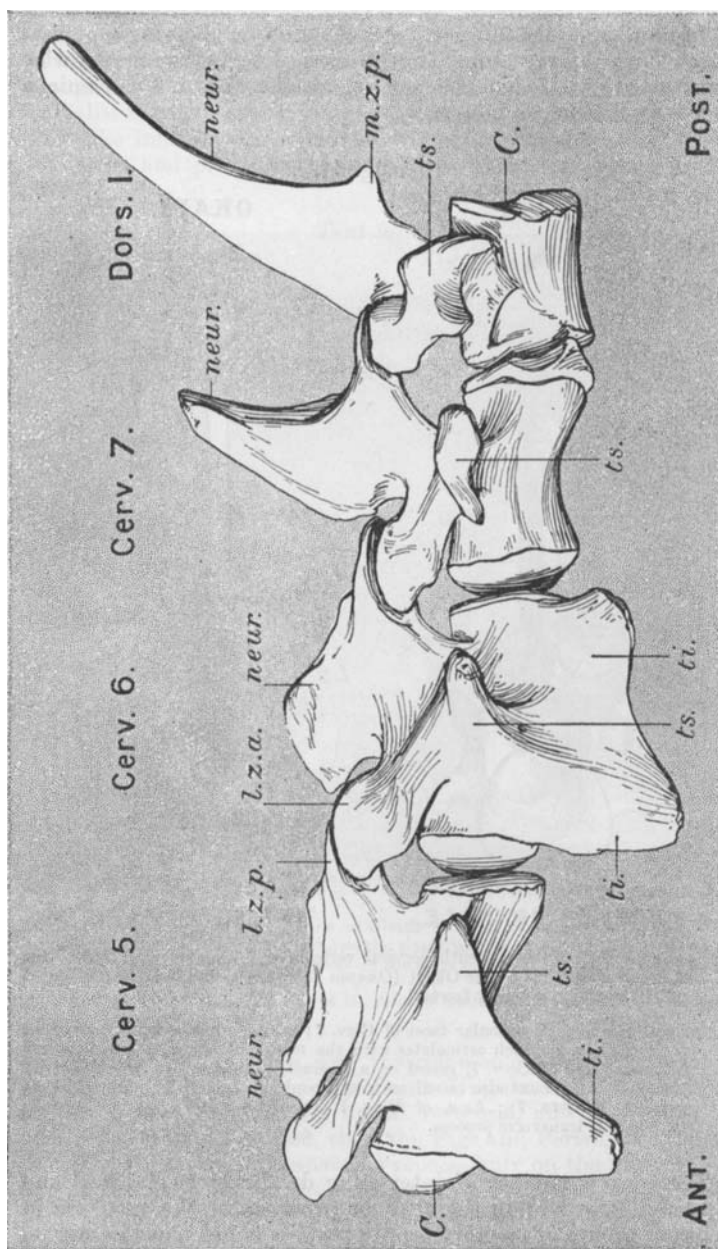 Cerv. 5. Cerv. 6. Cerv. 7. Dors. 1.
neur. l.z.p. l.z.a. neur. neur. neur.
m.z.p.
C. ts.
C.
ts.
ti. ti. ts.
ts. ti.
ANT. POST.